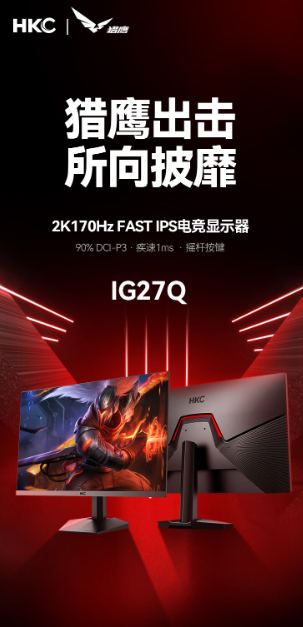 HKC | 猎鹰
猎鹰出击
所向披靡
2K170Hz FAST IPS电竞显示器
90% DCI-P3 · 疾速1ms · 摇杆按键
IG27Q
HKC
HKC